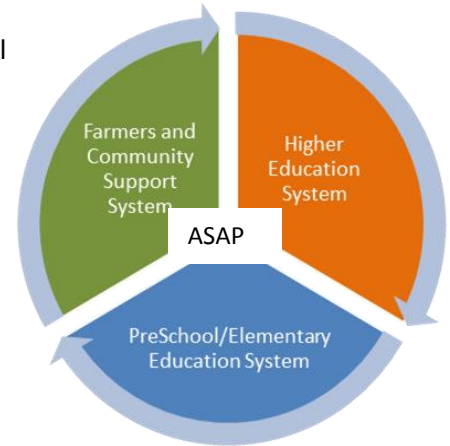 l
Farmers and
Community
Support
System
Higher
Education
System
ASAP
PreSchool/Elementary
Education System